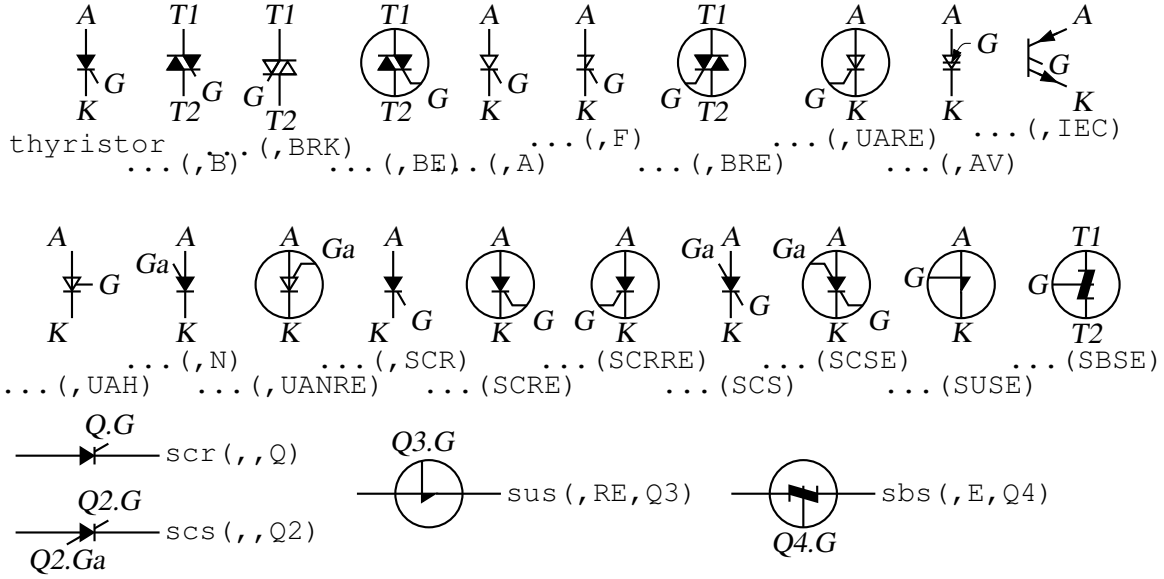 A T1 T1 T1 A A T1 A A A
G G G G G G G G G G
K T2 T2 T2 K K T2 K K K
thyristor ...(,BRK) ...(,F) ...(,UARE) ...(,IEC)
...(,B) ...(,BE) ...(,A) ...(,BRE) ...(,AV)
A A A A A A A A A T1
G Ga Ga G G G Ga G Ga G G G
K K K K K K K K K T2
...(,N) ...(,SCR) ...(SCRRE) ...(SCSE) ...(SBSE)
...(,UAH) ...(,UANRE) ...(SCRE) ...(SCS) ...(SUSE)
Q.G Q3.G
scr(,,Q)
Q2.G sus(,RE,Q3) sbs(,E,Q4)
scs(,,Q2)
Q2.Ga Q4.G